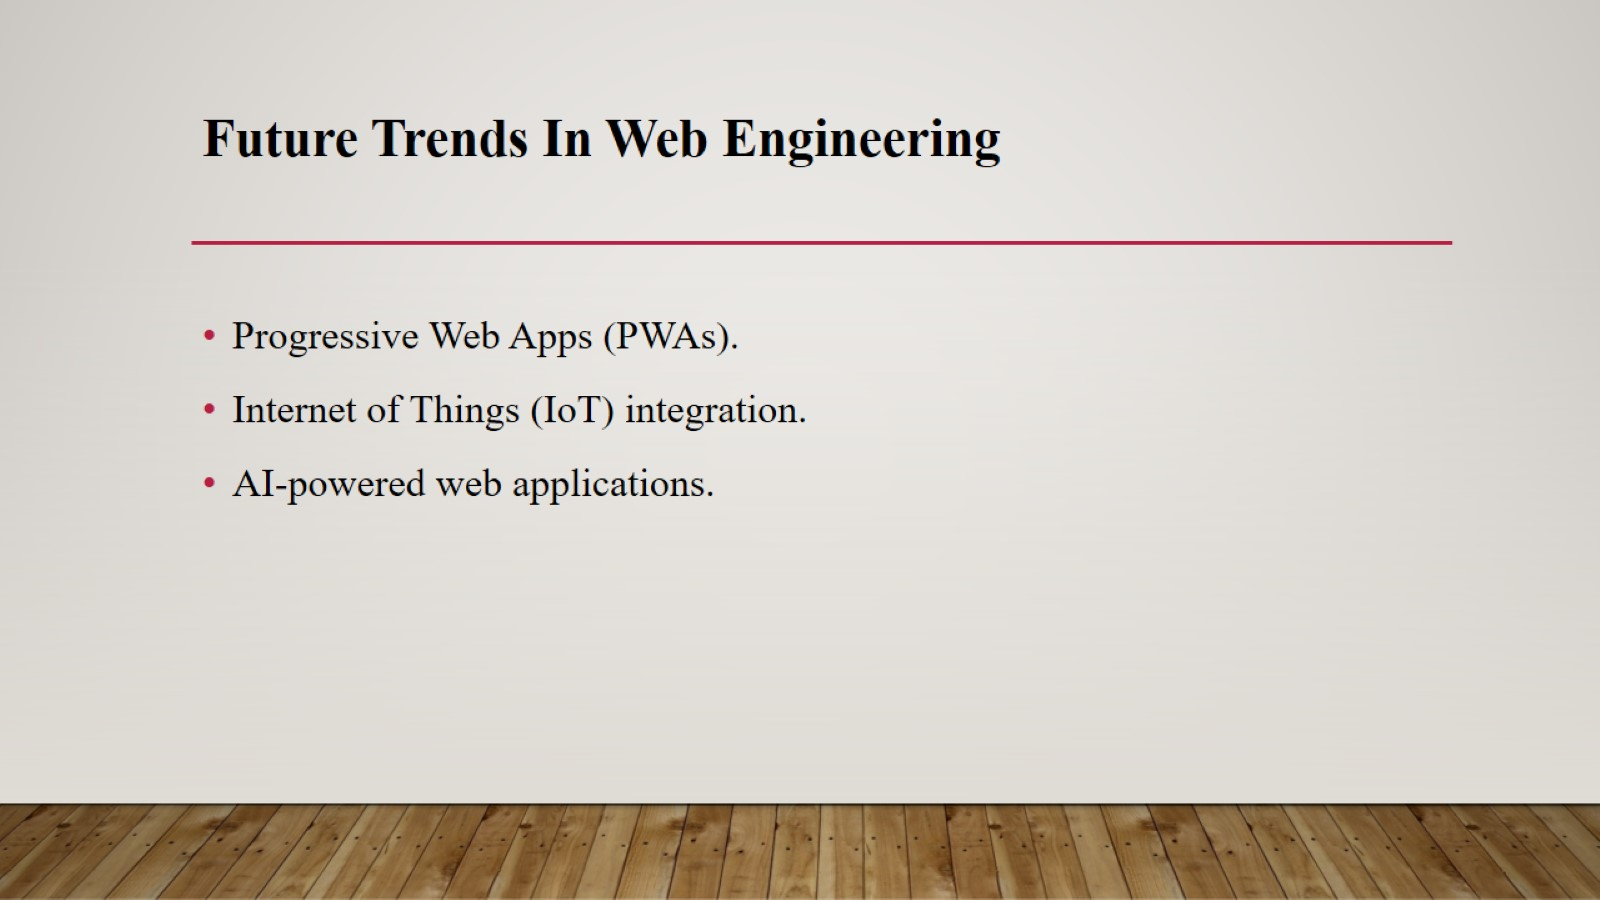 Future Trends In Web Engineering
• Progressive Web Apps (PWAs).
• Internet of Things (IoT) integration.
• AI-powered web applications.